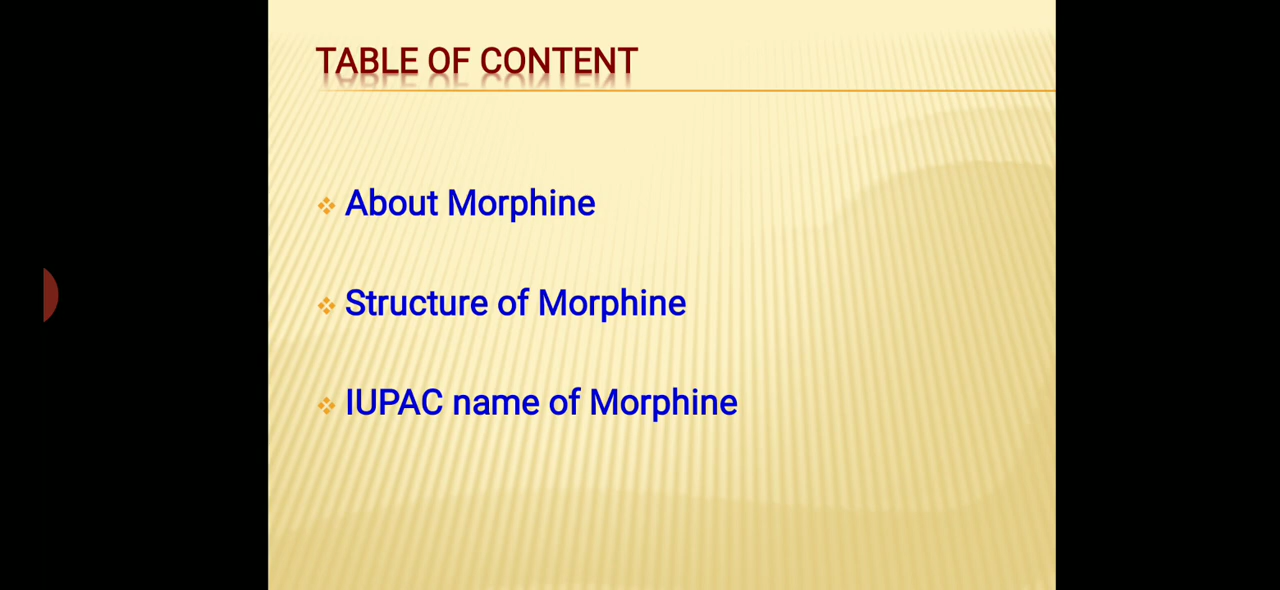 TABLE OF CONTENT
About Morphine
Structure of Morphine
IUPAC name of Morphine